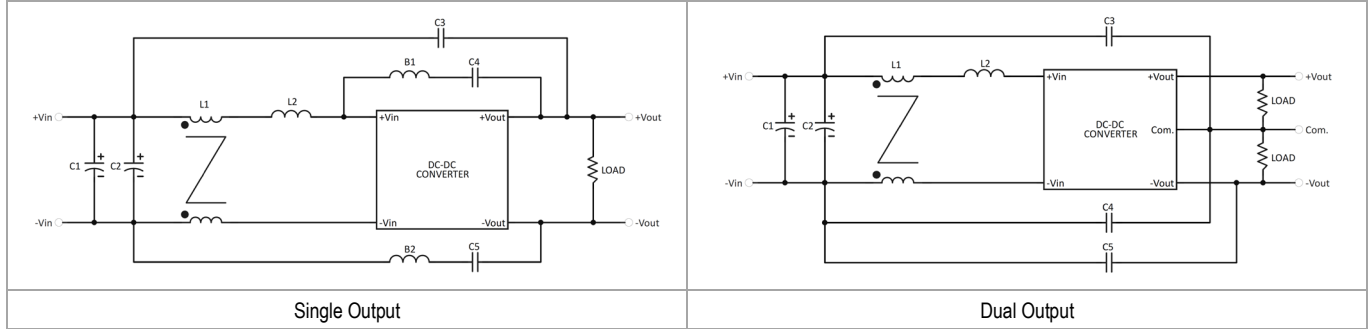 C3
B1
C4
L1
L2
+Vin
+Vin
+Vout
+Vout
C1
+
-
C2
+
-
DC-DC
CONVERTER
LOAD
-Vin
-Vin
-Vout
-Vout
B2
C5
Single Output
C3
L1
L2
+Vin
+Vin
+Vout
+Vout
LOAD
C1
+
-
C2
+
-
DC-DC
CONVERTER
Com.
Com.
LOAD
-Vin
-Vin
-Vout
-Vout
C4
C5
Dual Output